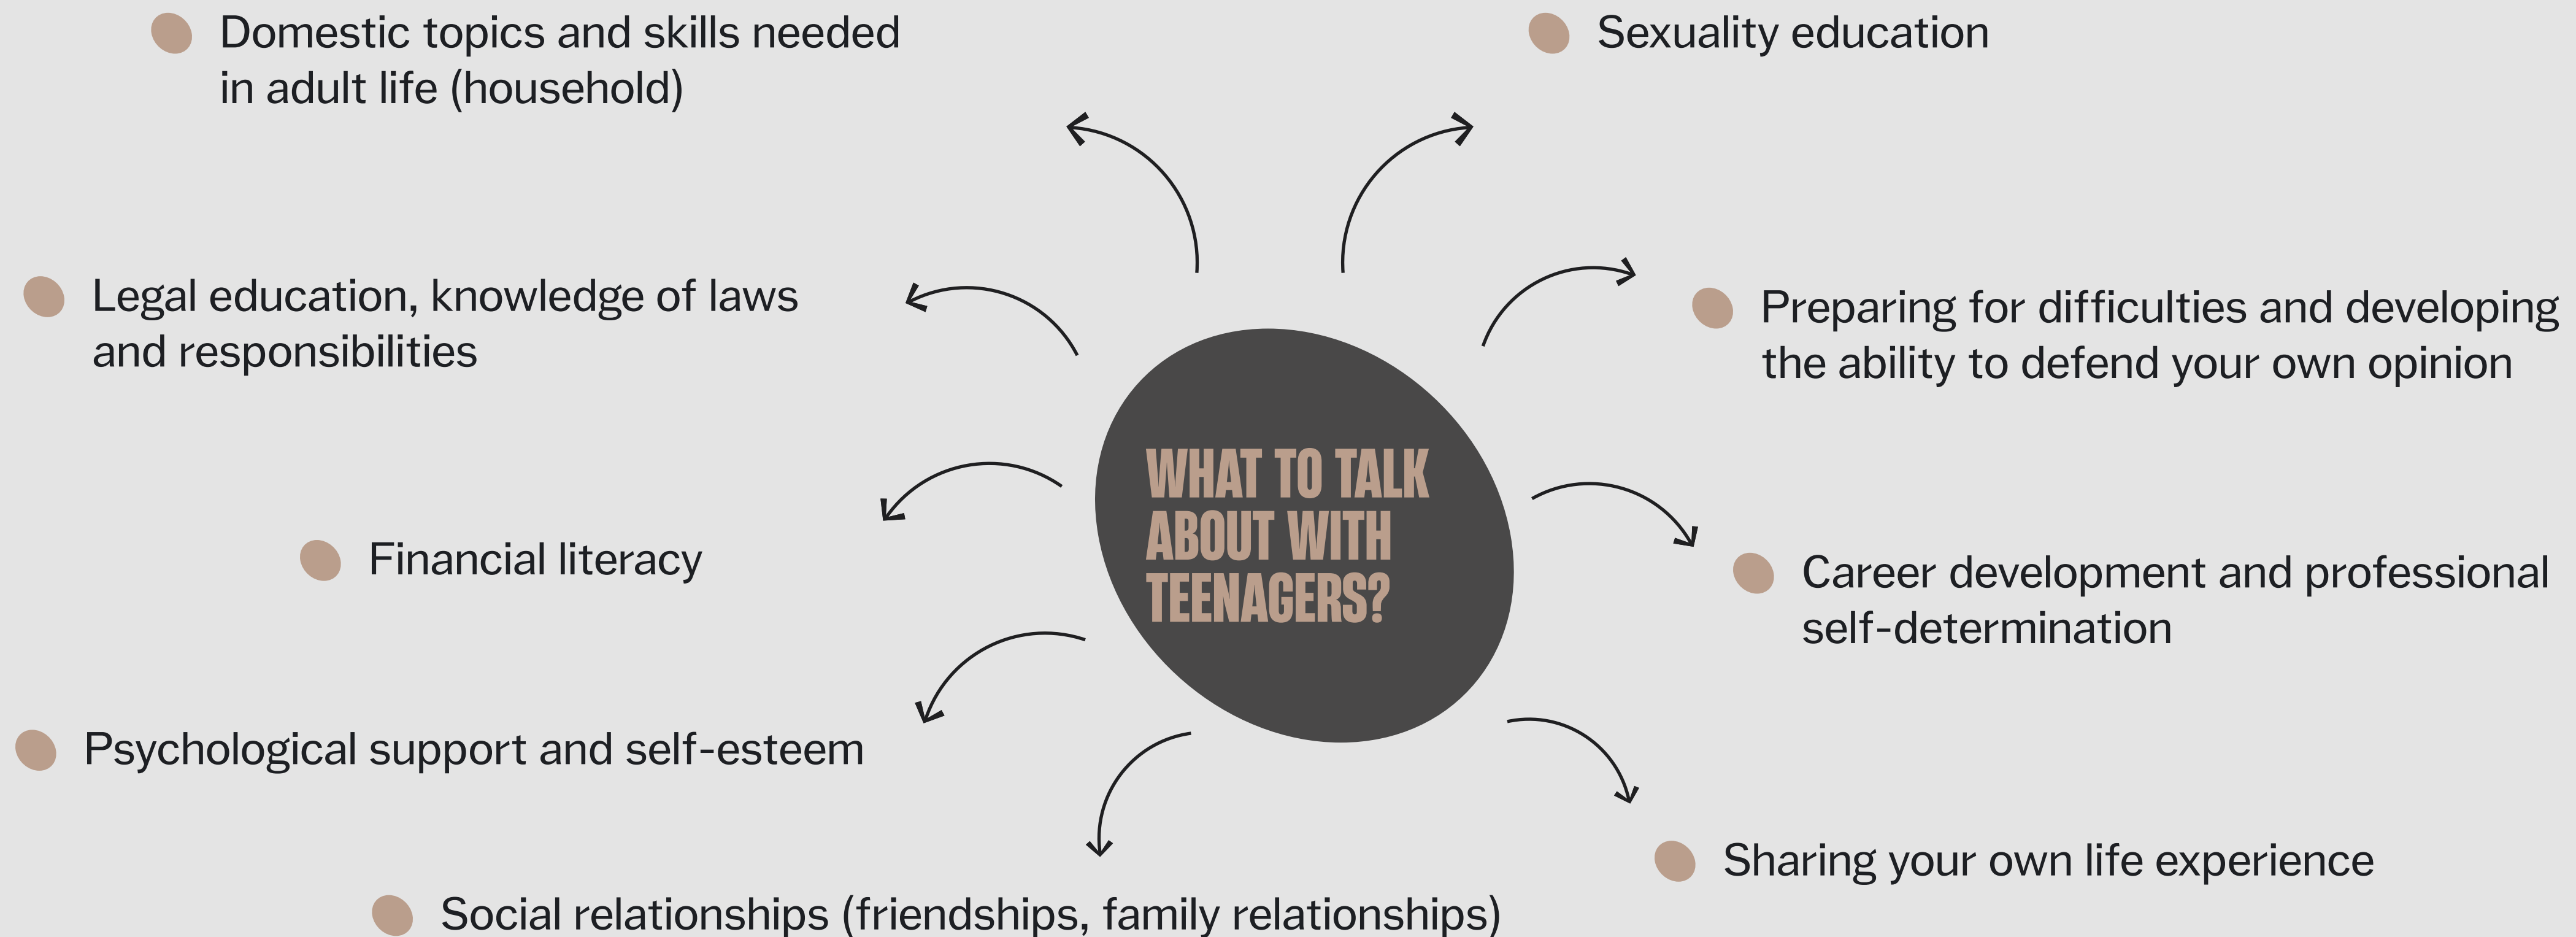 Domestic topics and skills needed
in adult life (household)
Sexuality education
Legal education, knowledge of laws
and responsibilities
Preparing for difficulties and developing
the ability to defend your own opinion
WHAT TO TALK
ABOUT WITH
TEENAGERS?
Financial literacy
Career development and professional
self-determination
Psychological support and self-esteem
Sharing your own life experience
Social relationships (friendships, family relationships)